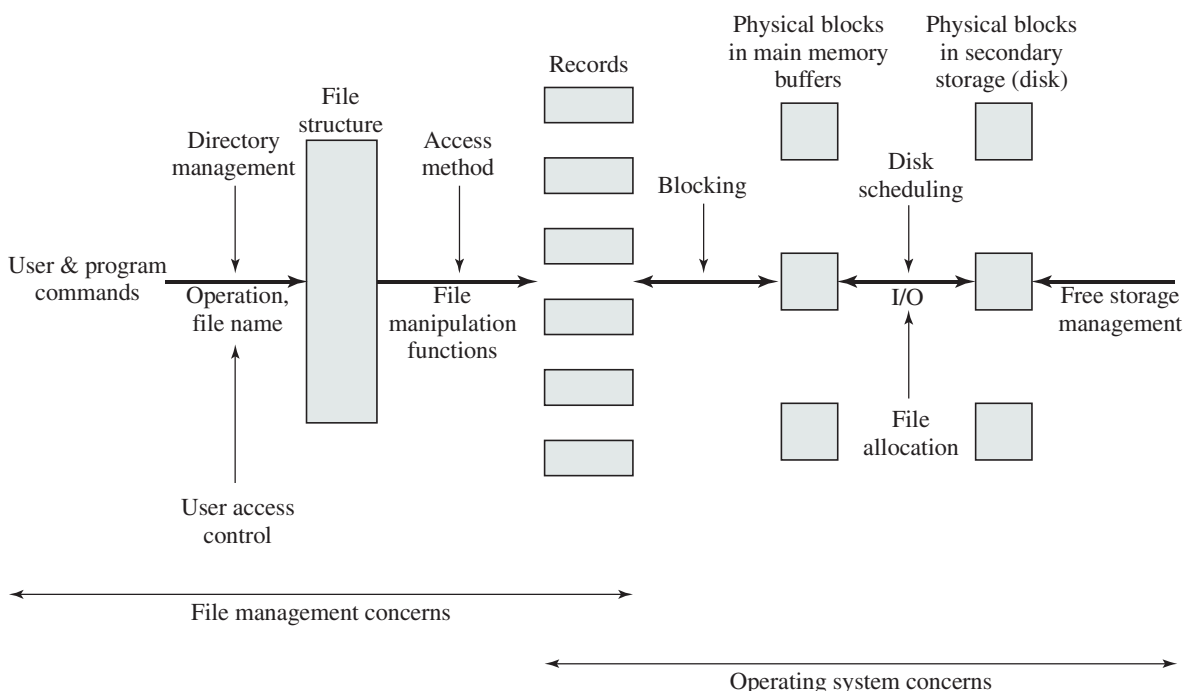 Physical blocks
in main memory
buffers
Physical blocks
in secondary
storage (disk)
Records
File
structure
Directory
management
Access
method
Blocking
Disk
scheduling
User & program
commands
Operation,
file name
File
manipulation
functions
I/O
Free storage
management
File
allocation
User access
control
File management concerns
Operating system concerns